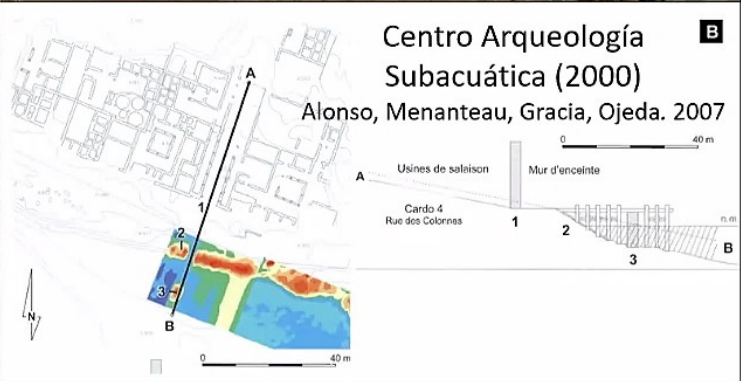 Centro Arqueología
Subacuática (2000)
Alonso, Menanteau, Gracia, Ojeda. 2007
B
0 40 m
Usines de salaison
Mur d'enceinte
A
Cardo 4
Rue des Colonnes
1
2
3
n. m.
B
A
1
2
3
B
N
0 40 m